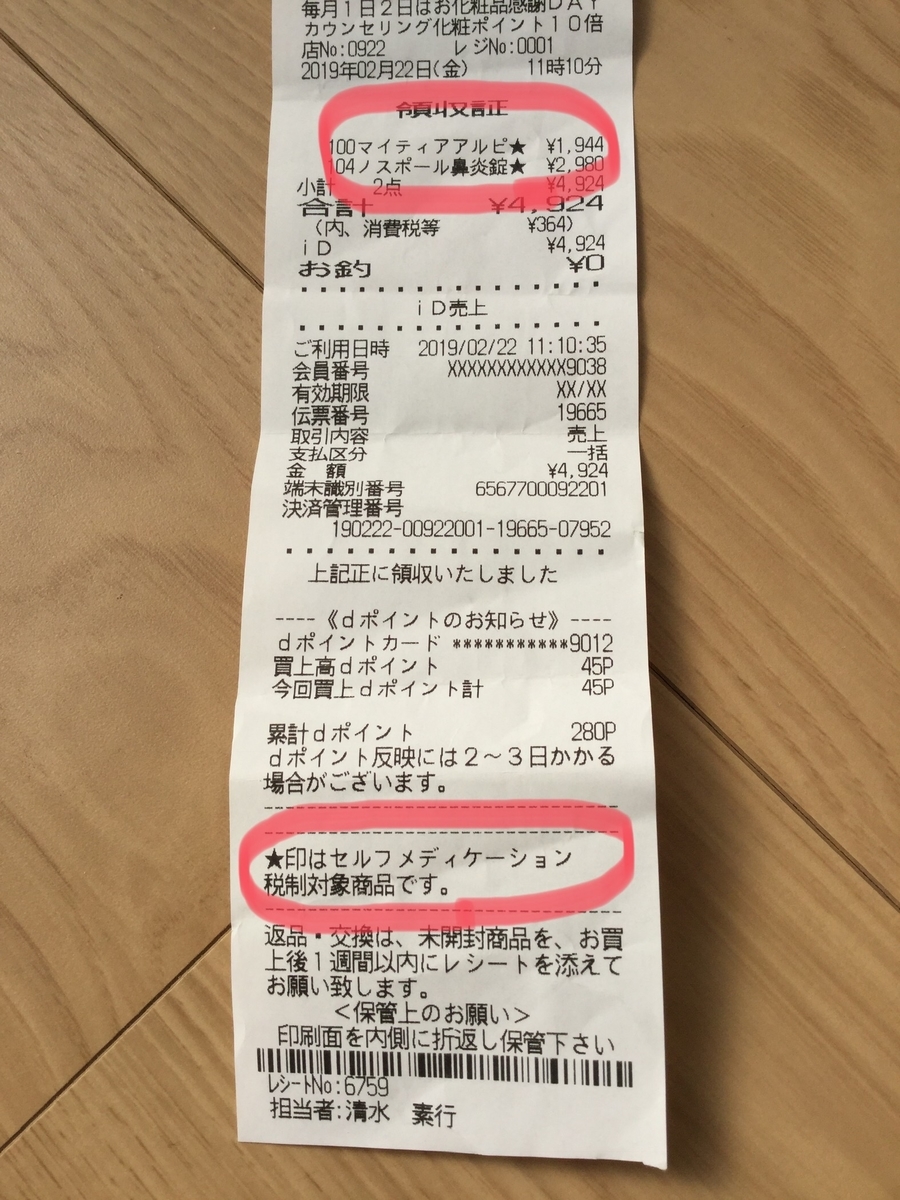 毎月1日2日はお化粧品感謝DAY
カウンセリング化粧ポイント10倍
店No:0922 レジNo:0001
2019年02月22日(金) 11時10分
領収証
100マイティアアルピ★ ¥1,944
104ノスポール鼻炎錠★ ¥2,980
小計 2点 ¥4,924
合計 ¥4,924
(内、消費税等 ¥364)
iD ¥4,924
お釣 ¥0
iD売上
ご利用日時 2019/02/22 11:10:35
会員番号 XXXXXXXXXXXX9038
有効期限 XX/XX
伝票番号 19665
取引内容 売上
支払区分 一括
金 額 ¥4,924
端末識別番号 6567700092201
決済管理番号
190222-00922001-19665-07952
上記正に領収いたしました
----《dポイントのお知らせ》----
dポイントカード ***********9012
買上高dポイント 45P
今回買上dポイント計 45P
累計dポイント 280P
dポイント反映には2~3日かかる
場合がございます。
★印はセルフメディケーション
税制対象商品です。
返品・交換は、未開封商品を、お買
上後1週間以内にレシートを添えて
お願い致します。
<保管上のお願い>
印刷面を内側に折返し保管下さい
レシートNo:6759
担当者:清水 素行